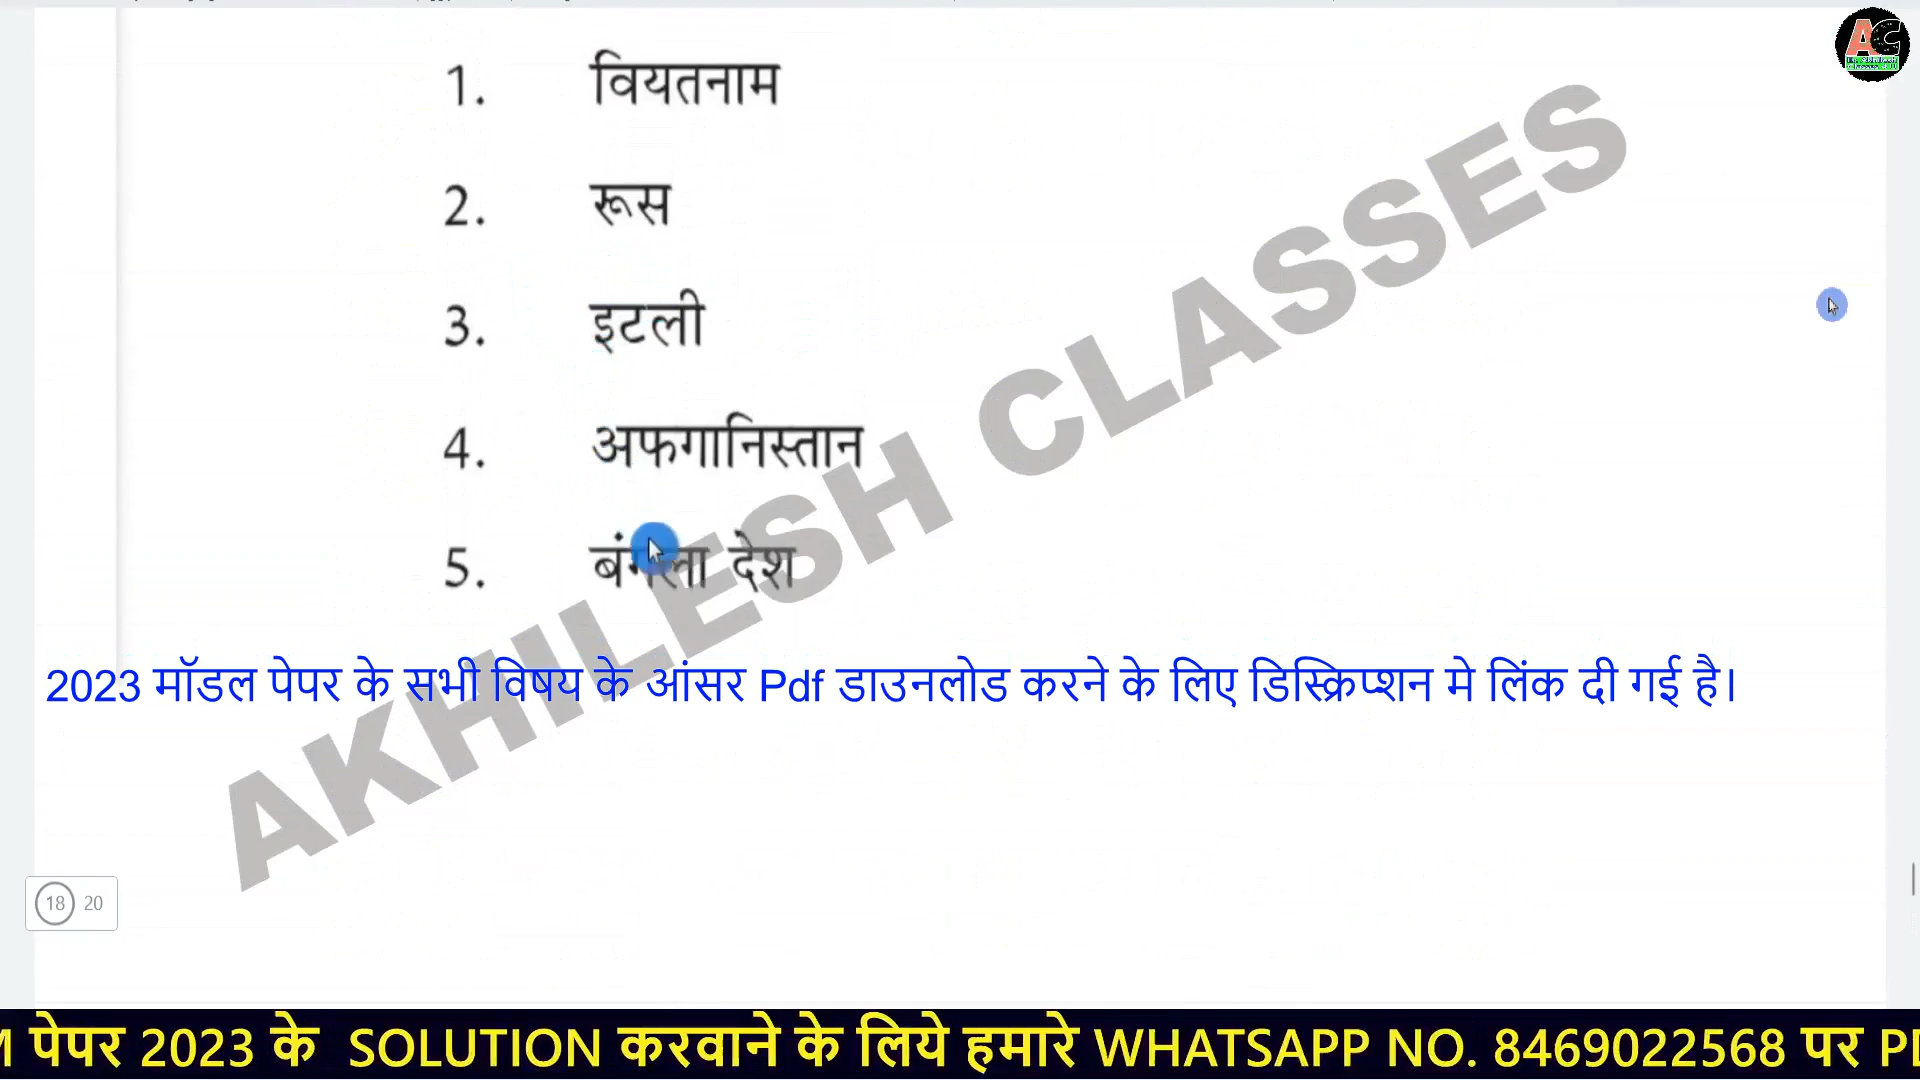 1. वियतनाम
2. रूस
3. इटली
4. अफगानिस्तान
5. बंगला देश
AKHILESH CLASSES
2023 मॉडल पेपर के सभी विषय के आंसर Pdf डाउनलोड करने के लिए डिस्क्रिप्शन मे लिंक दी गई है।
18 20
पेपर 2023 के SOLUTION करवाने के लिये हमारे WHATSAPP NO. 8469022568 पर